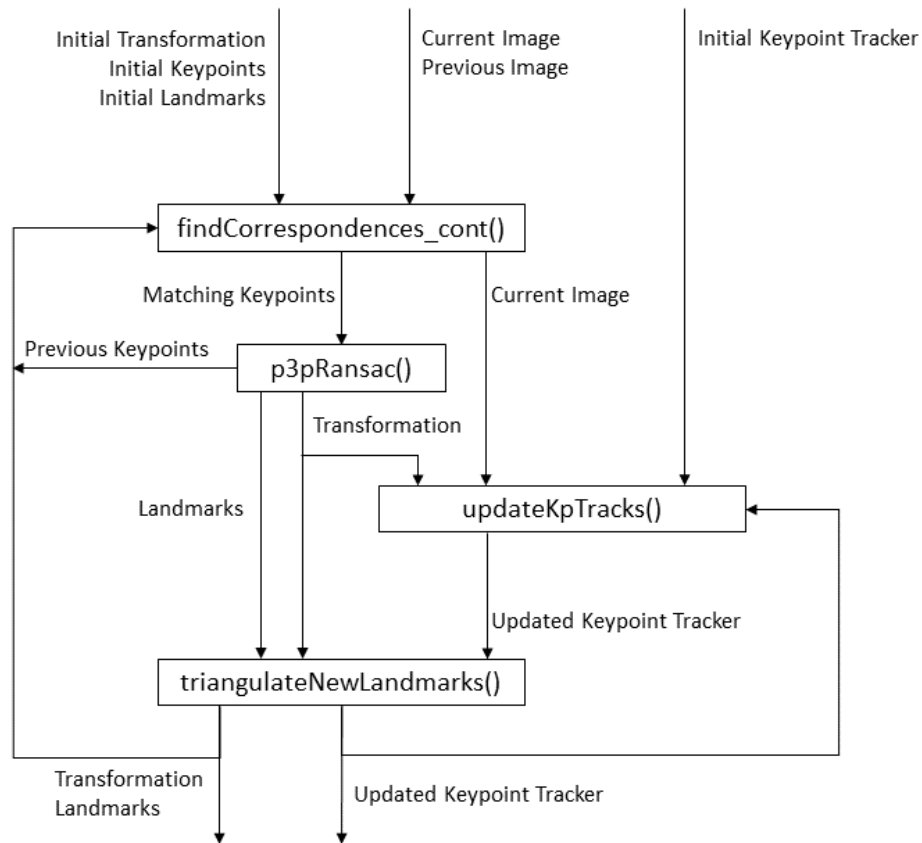 Initial Transformation
Initial Keypoints
Initial Landmarks
Current Image
Previous Image
Initial Keypoint Tracker
findCorrespondences_cont()
Matching Keypoints
Current Image
Previous Keypoints
p3pRansac()
Transformation
Landmarks
updateKpTracks()
Updated Keypoint Tracker
triangulateNewLandmarks()
Transformation
Landmarks
Updated Keypoint Tracker